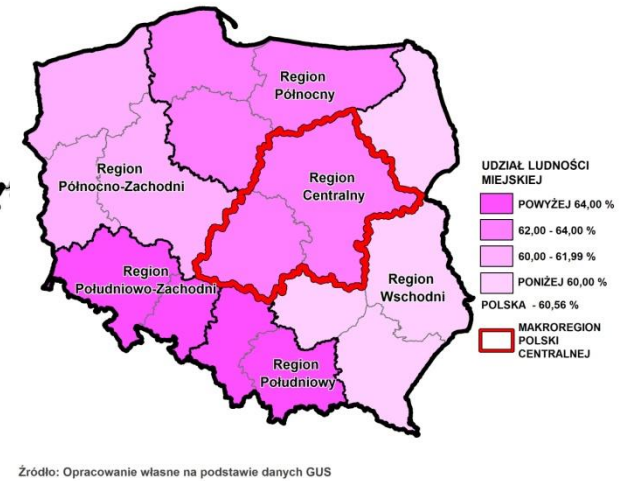 Region
Północny
Region
Północno-Zachodni
Region
Centralny
Region
Południowo-Zachodni
Region
Wschodni
Region
Południowy
UDZIAŁ LUDNOŚCI
MIEJSKIEJ
POWYŻEJ 64,00 %
62,00 - 64,00 %
60,00 - 61,99 %
PONIŻEJ 60,00 %
POLSKA - 60,56 %
MAKROREGION
POLSKI
CENTRALNEJ
Źródło: Opracowanie własne na podstawie danych GUS